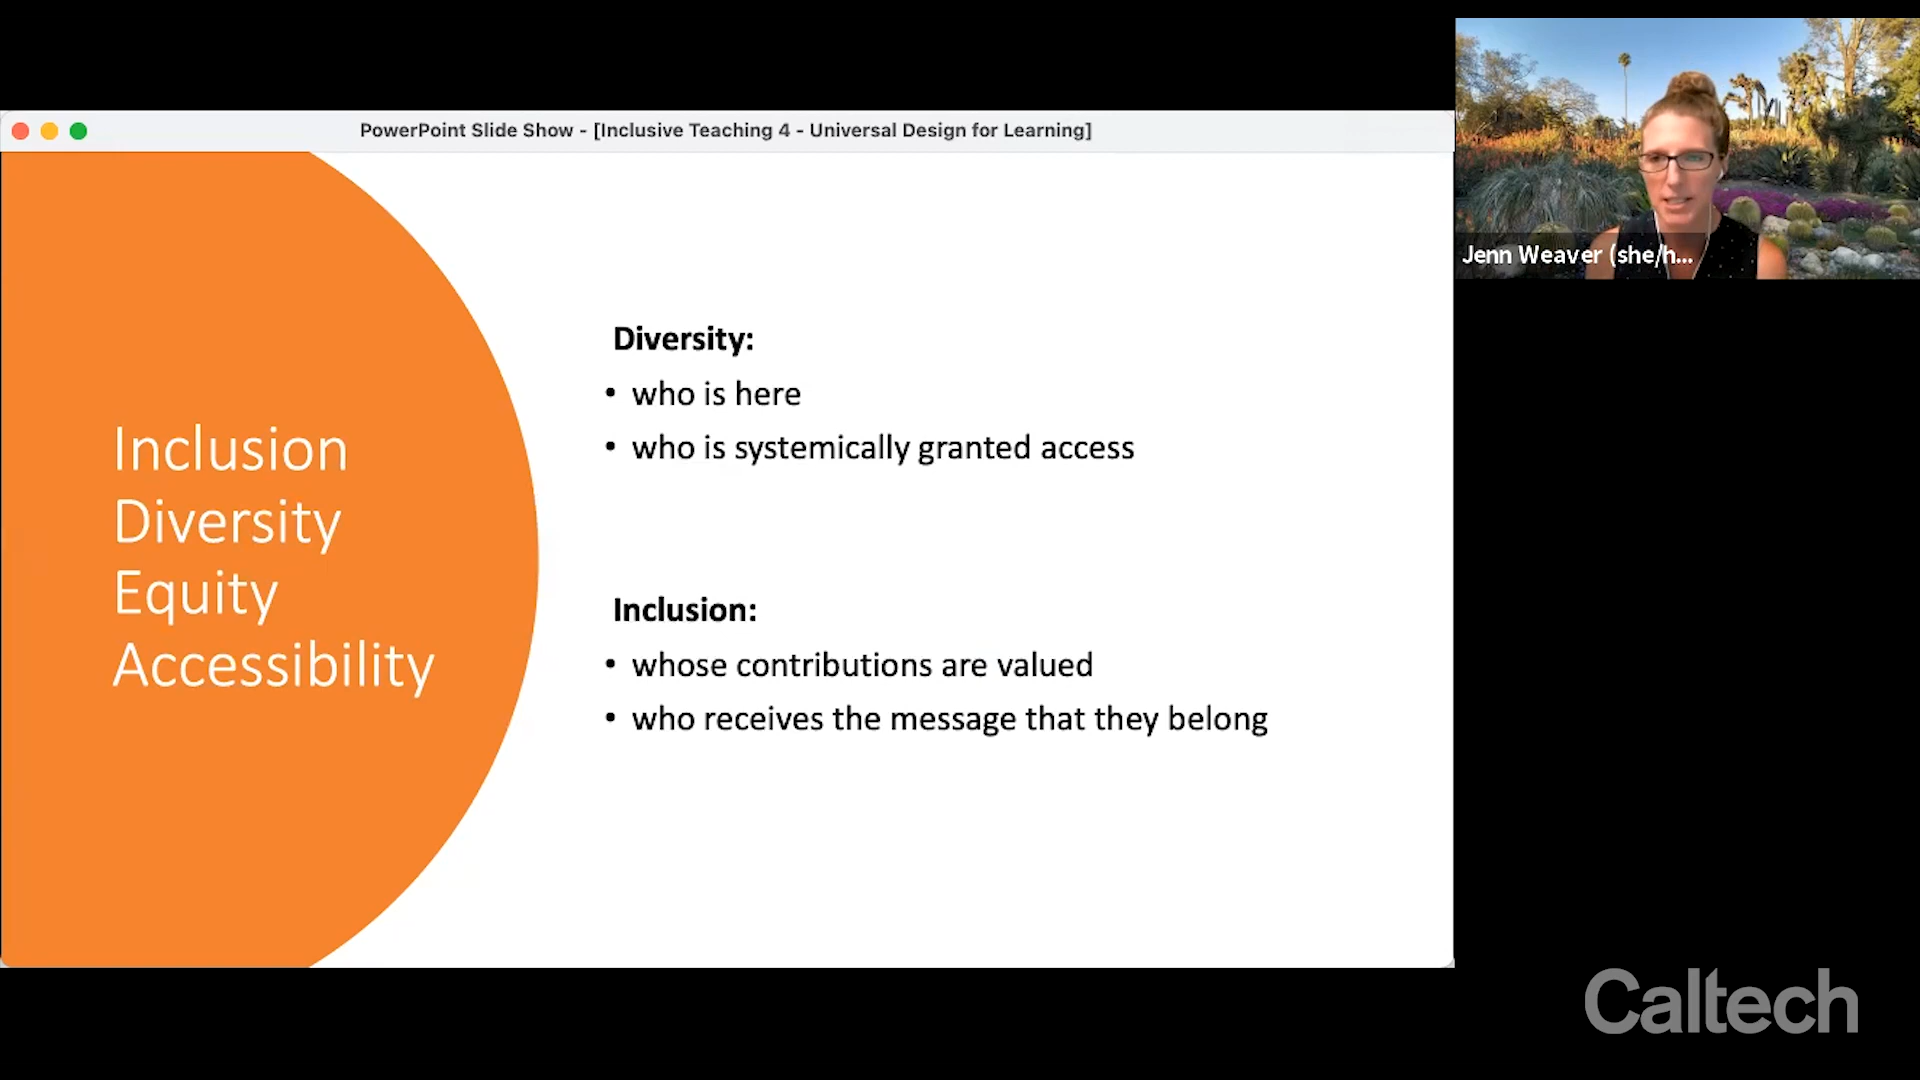 PowerPoint Slide Show - [Inclusive Teaching 4 - Universal Design for Learning]
Inclusion
Diversity
Equity
Accessibility
Diversity:
• who is here
• who is systemically granted access
Inclusion:
• whose contributions are valued
• who receives the message that they belong
Jenn Weaver (she/h...
Caltech